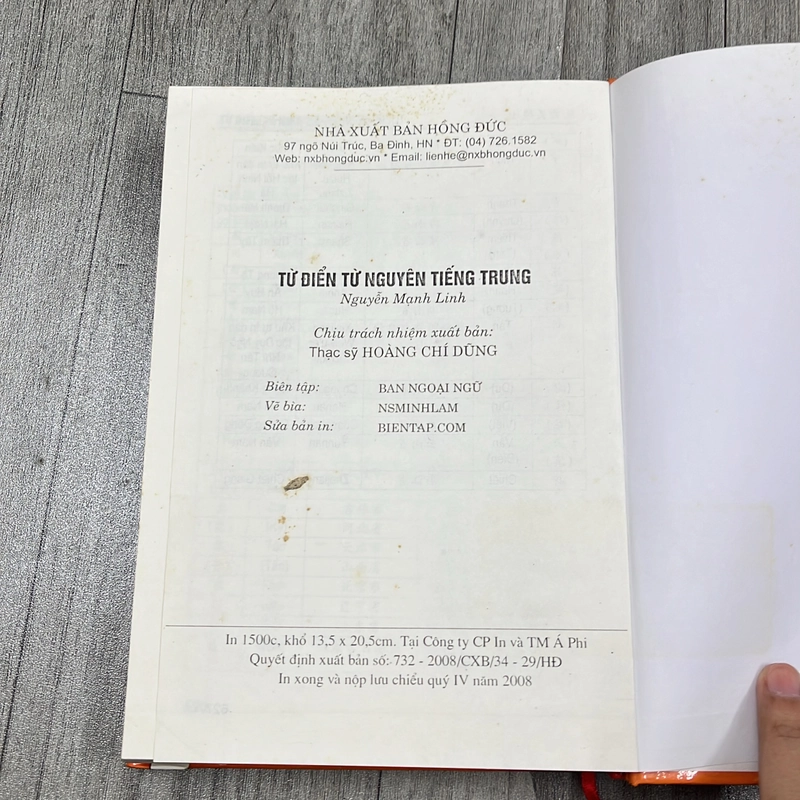 NHÀ XUẤT BẢN HỒNG ĐỨC
97 ngõ Núi Trúc, Ba Đình, HN * ĐT: (04) 726.1582
Web: nxbhongduc.vn * Email: lienhe@nxbhongduc.vn
TỪ ĐIỂN TỪ NGUYÊN TIẾNG TRUNG
Nguyễn Mạnh Linh
Chịu trách nhiệm xuất bản:
Thạc sỹ HOÀNG CHÍ DŨNG
Biên tập: BAN NGOẠI NGỮ
Vẽ bìa: NSMINHLAM
Sửa bản in: BIENTAP.COM
In 1500c, khổ 13,5 x 20,5cm. Tại Công ty CP In và TM Á Phi
Quyết định xuất bản số: 732 - 2008/CXB/34 - 29/HĐ
In xong và nộp lưu chiểu quý IV năm 2008